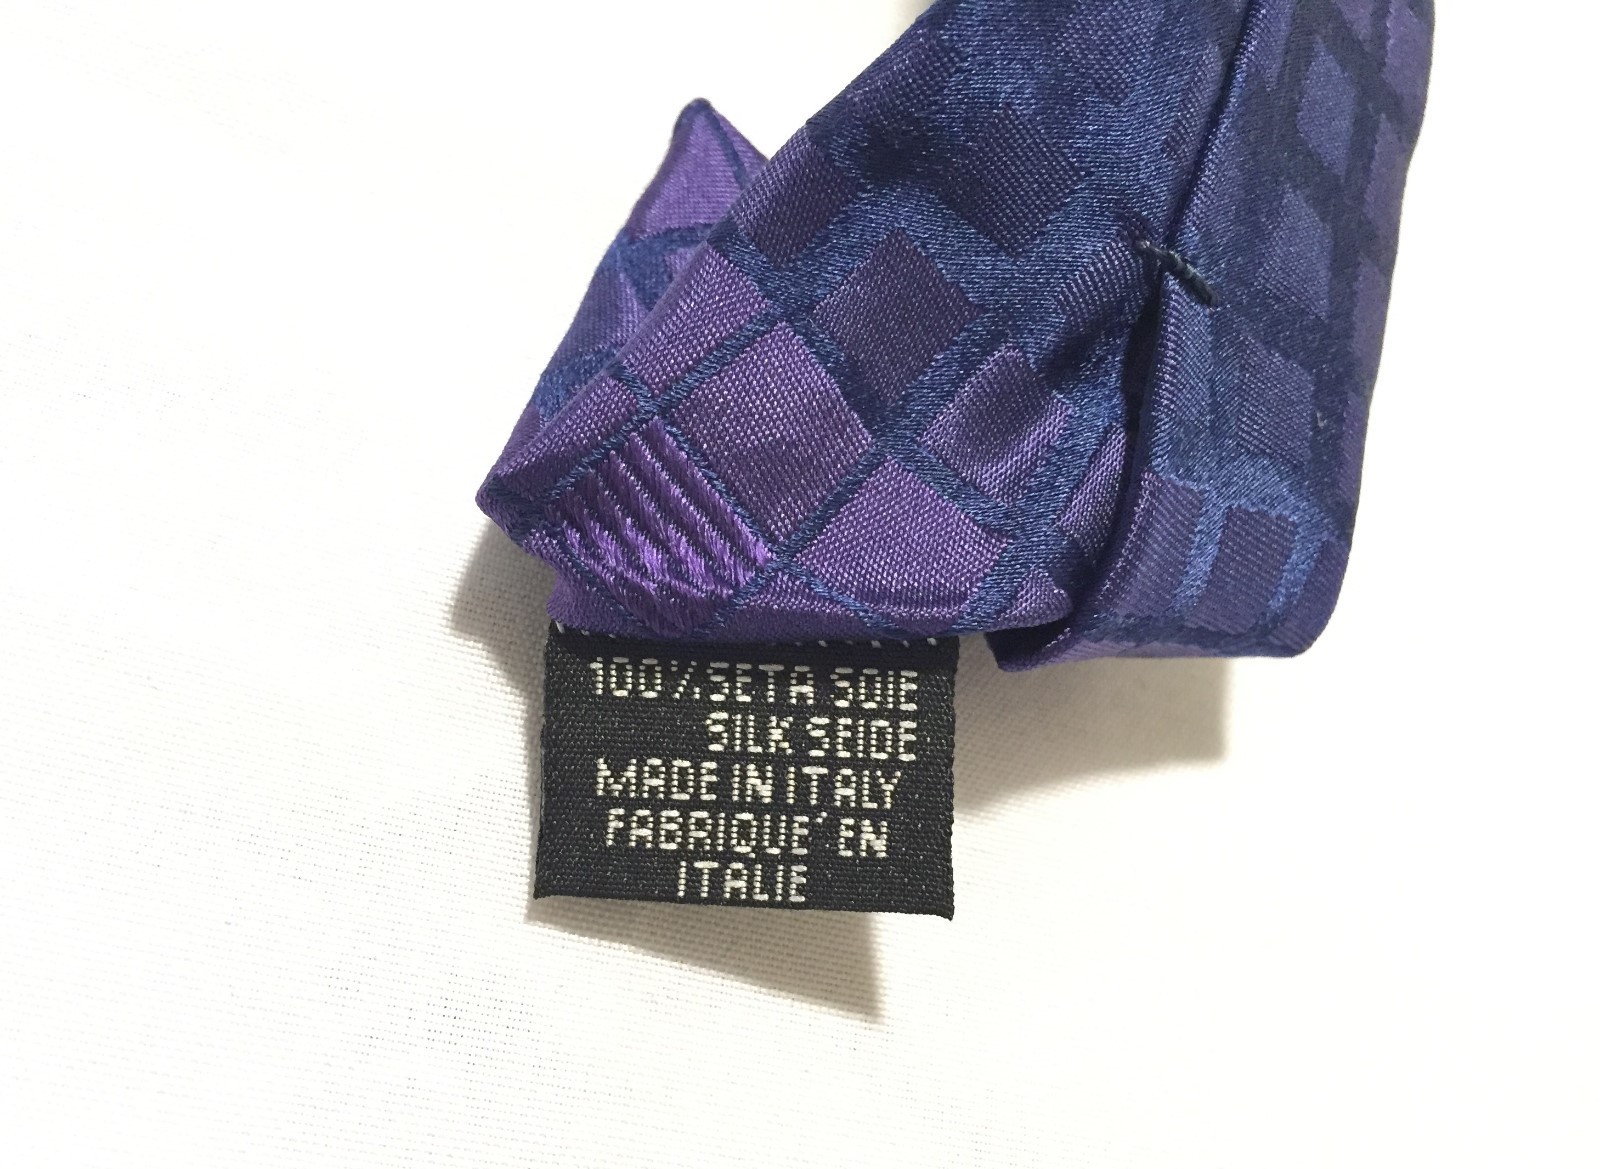 100%SETA SOIE
SILK SEIDE
MADE IN ITALY
FABRIQUE' EN
ITALIE